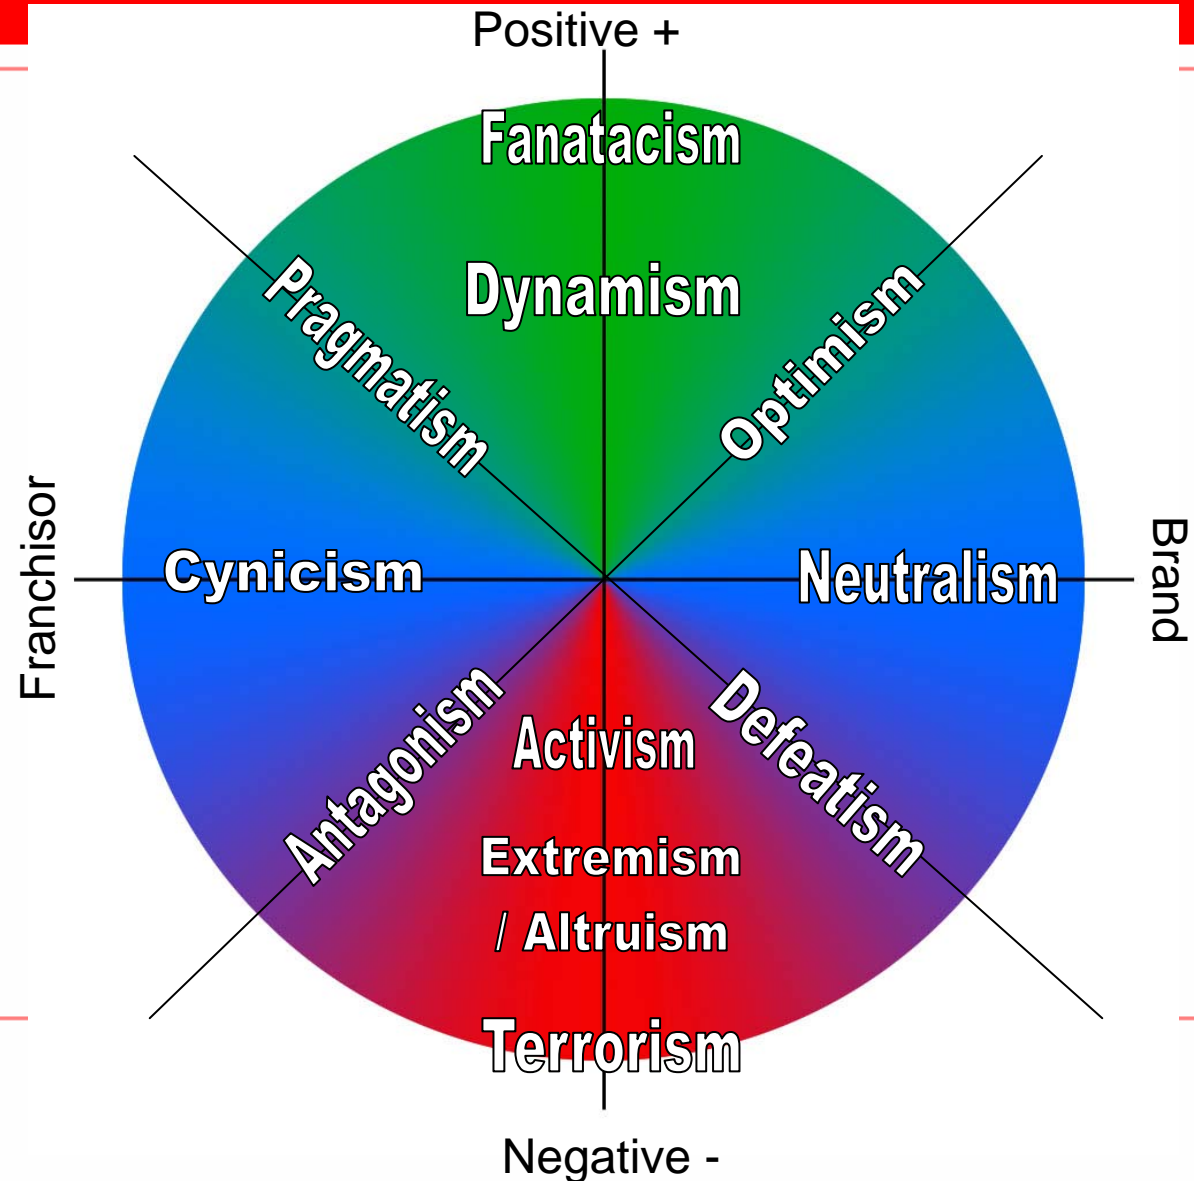 Positive +
Fanatacism
Dynamism
Pragmatism
Optimism
Franchisor
Cynicism
Neutralism
Brand
Antagonism
Activism
Defeatism
Extremism
/ Altruism
Terrorism
Negative -